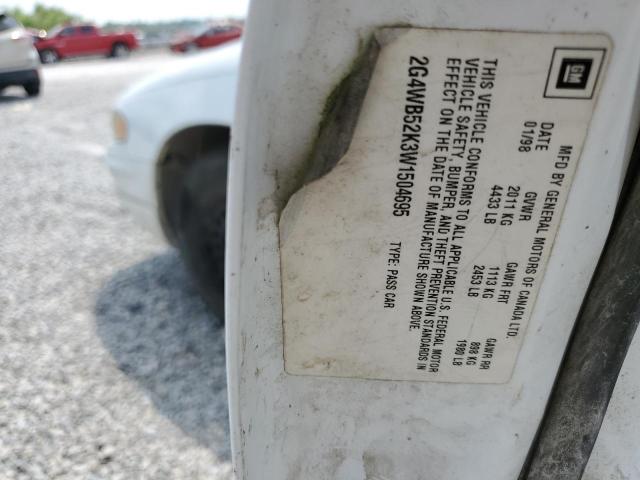 GM
MFD BY GENERAL MOTORS OF CANADA LTD.
DATE GVWR GAWR FRT GAWR RR
01/98 2011 KG 1113 KG 898 KG
4433 LB 2453 LB 1980 LB
THIS VEHICLE CONFORMS TO ALL APPLICABLE U.S. FEDERAL MOTOR
VEHICLE SAFETY, BUMPER, AND THEFT PREVENTION STANDARDS IN
EFFECT ON THE DATE OF MANUFACTURE SHOWN ABOVE.
2G4WB52K3W1504695 TYPE: PASS CAR